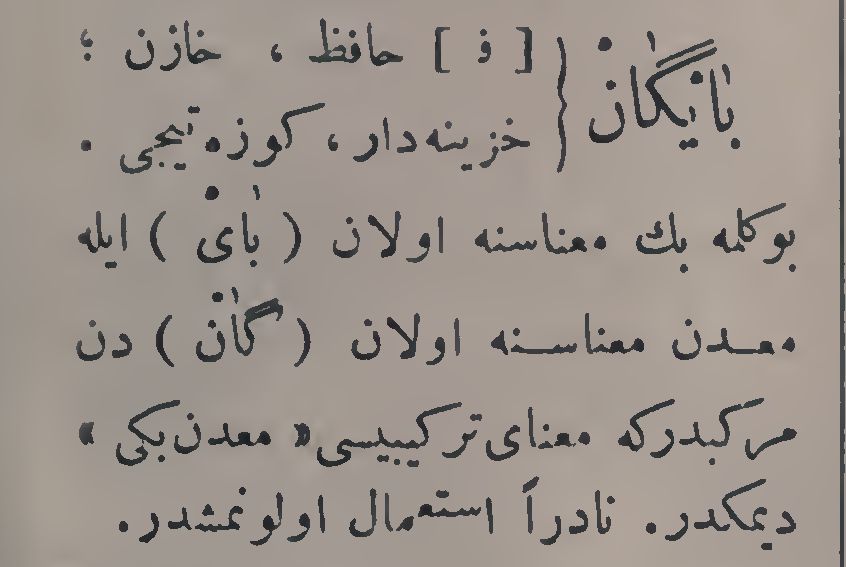 بایگان { [ ف ] حافظ ، خازن ؛
خزینه‌دار ، کوزه‌تیجی .
بوکلمه بك معناسنه اولان ( بای ) ایله
معدن معناسنه اولان ( گان ) دن
مرکبدرکه معنای ترکیبیسی « معدن بکی »
دیمکدر . نادراً استعمال اولونمشدر .